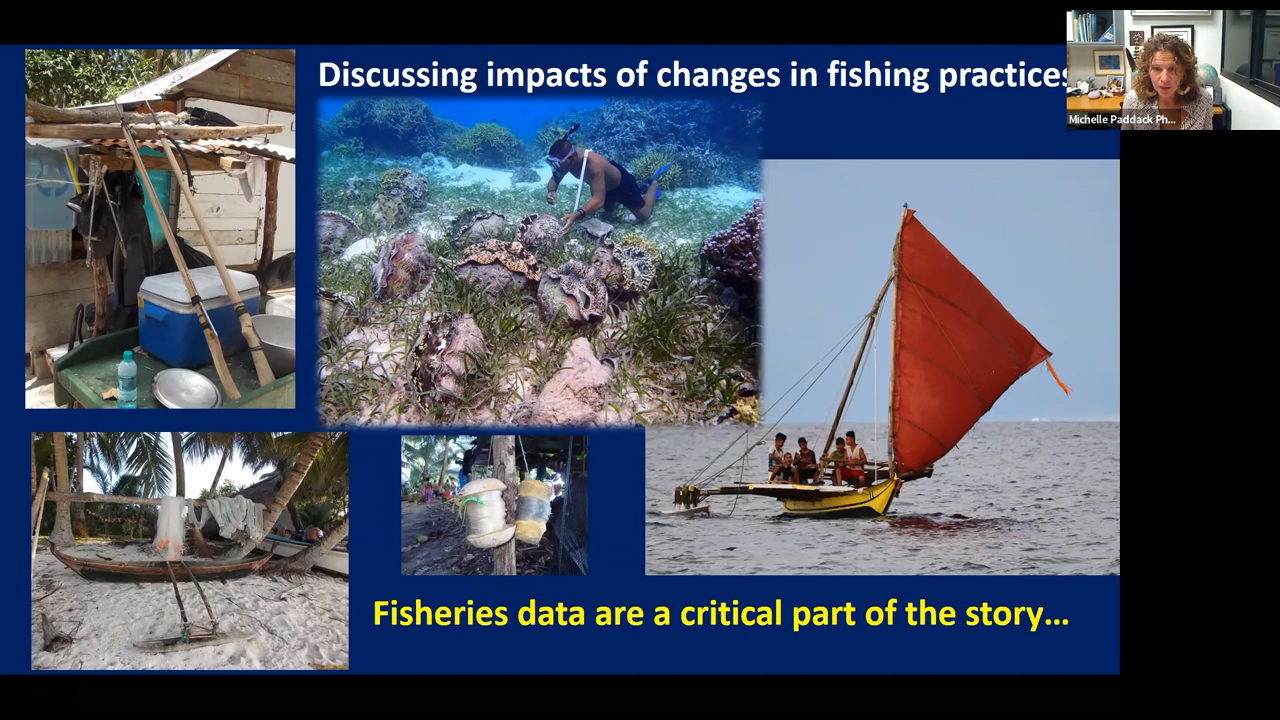 Discussing impacts of changes in fishing practices
Michelle Paddack Ph...
Fisheries data are a critical part of the story...